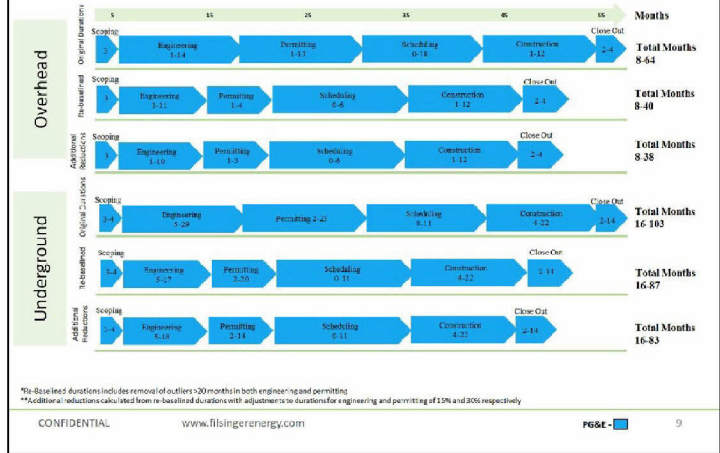 5 15 25 35 45 55 Months
Overhead
Original Durations
Scoping Close Out
3 Engineering Permitting Scheduling Construction 2-4 Total Months
1-14 0-18 1-12 8-64
Re-baselined
Scoping Close Out
3 Engineering Permitting Scheduling Construction 2-4 Total Months
1-11 1-4 0-6 1-12 8-40
Additional Reductions
Scoping Close Out
3 Engineering Permitting Scheduling Construction 2-4 Total Months
1-10 1-3 0-6 1-12 8-38
Underground
Original Durations
Scoping Close Out
3-4 Engineering Permitting 2-23 Scheduling Construction 2-14 Total Months
5-29 4-22 16-103
Re-baselined
Scoping Close Out
3-4 Engineering Permitting Scheduling Construction 2-14 Total Months
5-17 2-20 0-11 4-22 16-87
Additional Reductions
Scoping Close Out
3-4 Engineering Permitting Scheduling Construction 2-14 Total Months
2-14 0-11 4-22 16-83
*Re-Baselined durations includes removal of outliers >20 months in both engineering and permitting
**Additional reductions calculated from re-baselined durations with adjustments to durations for engineering and permitting of 15% and 30% respectively
CONFIDENTIAL www.filsingerenergy.com PG&E - 9